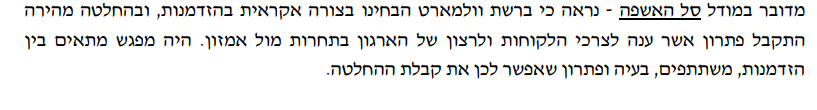 מדובר במודל סל האשפה - נראה כי ברשת וולמארט הבחינו בצורה אקראית בהזדמנות, ובהחלטה מהירה
התקבל פתרון אשר ענה לצרכי הלקוחות ולרצון של הארגון בתחרות מול אמזון. היה מפגש מתאים בין
הזדמנות, משתתפים, בעיה ופתרון שאפשר לכן את קבלת ההחלטה.